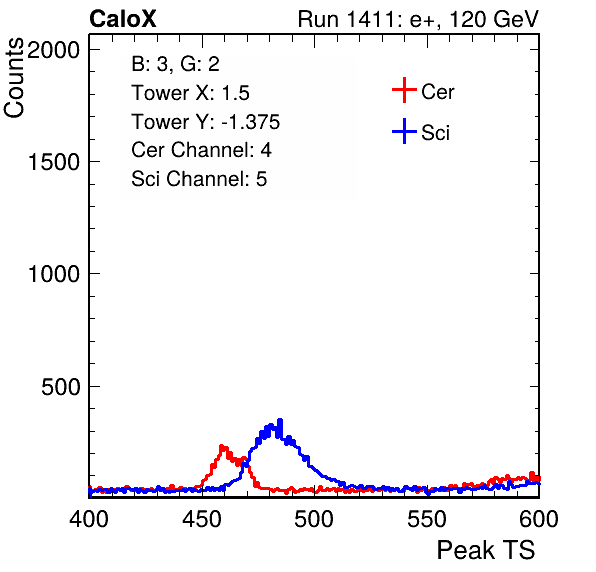 CaloX Run 1411: e+, 120 GeV
Counts
2000
1500
1000
500
B: 3, G: 2
Tower X: 1.5
Tower Y: -1.375
Cer Channel: 4
Sci Channel: 5
Cer
Sci
400 450 500 550 600
Peak TS